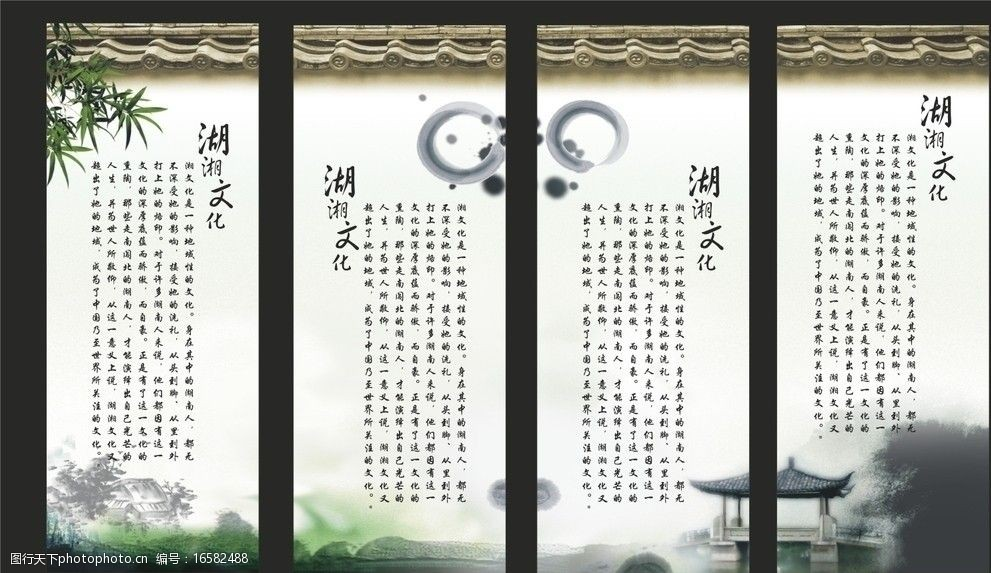 湖湘文化
湘文化是一种地域性的文化。身在其中的湖南人，都无
不深受她的影响，接受她的洗礼，从头到脚、从里到外
打上她的烙印。对于许多湖南人来说，他们都因有这一
文化的深厚底蕴而骄傲，而自豪。正是有了这一文化的
熏陶，那些走南闯北的湖南人，才能演绎出自己光芒的
人生，并为世人所敬仰，从这一意义上说，湖湘文化又
超出了她的地域，成为了中国乃至世界所关注的文化。
湖湘文化
湘文化是一种地域性的文化。身在其中的湖南人，都无
不深受她的影响，接受她的洗礼，从头到脚、从里到外
打上她的烙印。对于许多湖南人来说，他们都因有这一
文化的深厚底蕴而骄傲，而自豪。正是有了这一文化的
熏陶，那些走南闯北的湖南人，才能演绎出自己光芒的
人生，并为世人所敬仰，从这一意义上说，湖湘文化又
超出了她的地域，成为了中国乃至世界所关注的文化。
湖湘文化
湘文化是一种地域性的文化。身在其中的湖南人，都无
不深受她的影响，接受她的洗礼，从头到脚、从里到外
打上她的烙印。对于许多湖南人来说，他们都因有这一
文化的深厚底蕴而骄傲，而自豪。正是有了这一文化的
熏陶，那些走南闯北的湖南人，才能演绎出自己光芒的
人生，并为世人所敬仰，从这一意义上说，湖湘文化又
超出了她的地域，成为了中国乃至世界所关注的文化。
湖湘文化
湘文化是一种地域性的文化。身在其中的湖南人，都无
不深受她的影响，接受她的洗礼，从头到脚、从里到外
打上她的烙印。对于许多湖南人来说，他们都因有这一
文化的深厚底蕴而骄傲，而自豪。正是有了这一文化的
熏陶，那些走南闯北的湖南人，才能演绎出自己光芒的
人生，并为世人所敬仰，从这一意义上说，湖湘文化又
超出了她的地域，成为了中国乃至世界所关注的文化。
图行天下photophoto.cn 编号：16582488